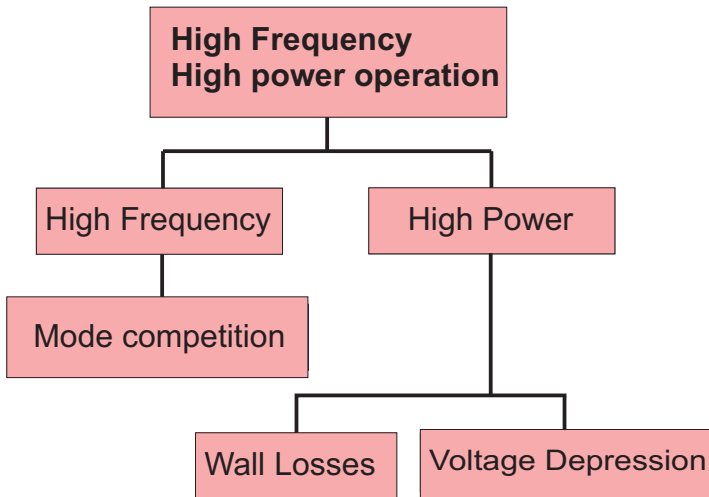 High Frequency
High power operation
High Frequency
High Power
Mode competition
Wall Losses
Voltage Depression